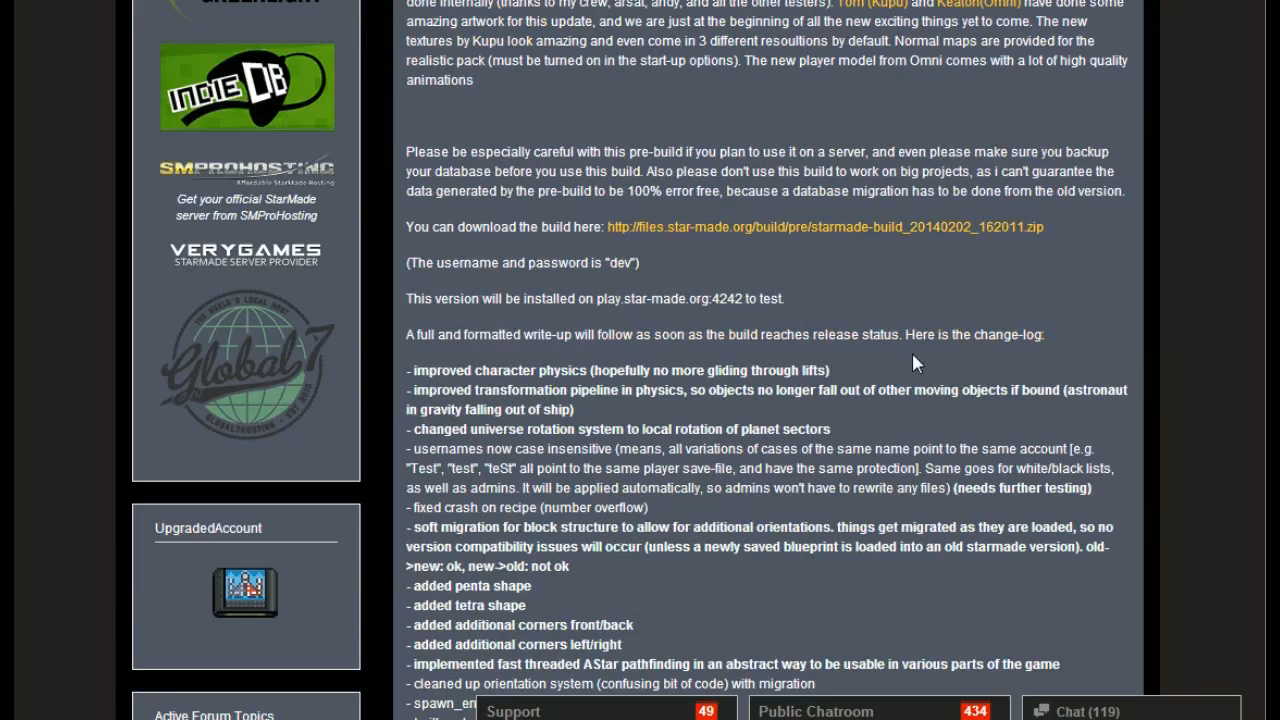 done internally (thanks to my crew, arsat, andy, and all the other testers). Tom (Kupu) and Keaton(Omni) have done some
amazing artwork for this update, and we are just at the beginning of all the new exciting things yet to come. The new
textures by Kupu look amazing and even come in 3 different resoultions by default. Normal maps are provided for the
realistic pack (must be turned on in the start-up options). The new player model from Omni comes with a lot of high quality
animations
INDIE DB
SMPROHOSTING
Affordable StarMade Hosting
Get your official StarMade
server from SMProHosting
VERYGAMES
STARMADE SERVER PROVIDER
THE WORLD'S LOCAL HOST
Global 7
GLOBAL7HOSTING
Please be especially careful with this pre-build if you plan to use it on a server, and even please make sure you backup
your database before you use this build. Also please don't use this build to work on big projects, as i can't guarantee the
data generated by the pre-build to be 100% error free, because a database migration has to be done from the old version.
You can download the build here: http://files.star-made.org/build/pre/starmade-build_20140202_162011.zip
(The username and password is "dev")
This version will be installed on play.star-made.org:4242 to test.
A full and formatted write-up will follow as soon as the build reaches release status. Here is the change-log:
- improved character physics (hopefully no more gliding through lifts)
- improved transformation pipeline in physics, so objects no longer fall out of other moving objects if bound (astronaut
in gravity falling out of ship)
- changed universe rotation system to local rotation of planet sectors
- usernames now case insensitive (means, all variations of cases of the same name point to the same account [e.g.
"Test", "test", "teSt" all point to the same player save-file, and have the same protection]. Same goes for white/black lists,
as well as admins. It will be applied automatically, so admins won't have to rewrite any files) (needs further testing)
- fixed crash on recipe (number overflow)
- soft migration for block structure to allow for additional orientations. things get migrated as they are loaded, so no
version compatibility issues will occur (unless a newly saved blueprint is loaded into an old starmade version). old-
>new: ok, new->old: not ok
- added penta shape
- added tetra shape
- added additional corners front/back
- added additional corners left/right
- implemented fast threaded AStar pathfinding in an abstract way to be usable in various parts of the game
- cleaned up orientation system (confusing bit of code) with migration
UpgradedAccount
Active Forum Topics
Support 49
Public Chatroom 434
Chat (119)